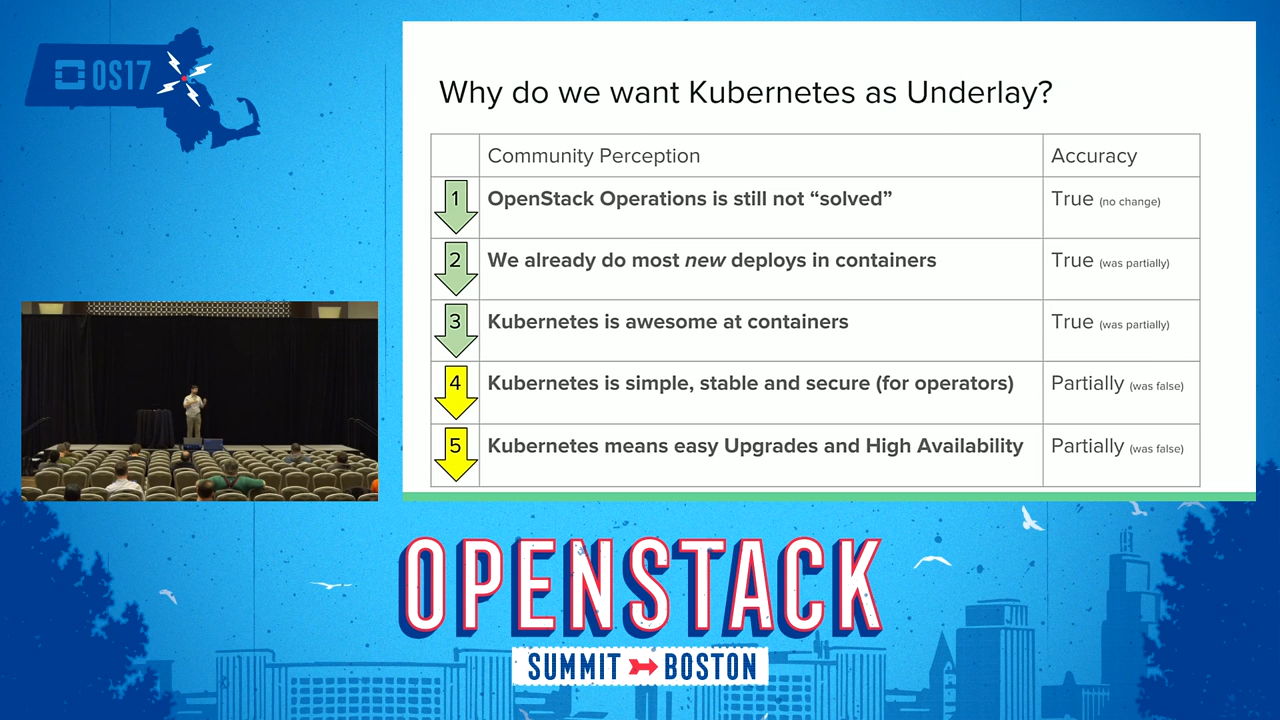 OS17
Why do we want Kubernetes as Underlay?
Community Perception Accuracy
1 OpenStack Operations is still not “solved” True (no change)
2 We already do most new deploys in containers True (was partially)
3 Kubernetes is awesome at containers True (was partially)
4 Kubernetes is simple, stable and secure (for operators) Partially (was false)
5 Kubernetes means easy Upgrades and High Availability Partially (was false)
OPENSTACK
SUMMIT BOSTON